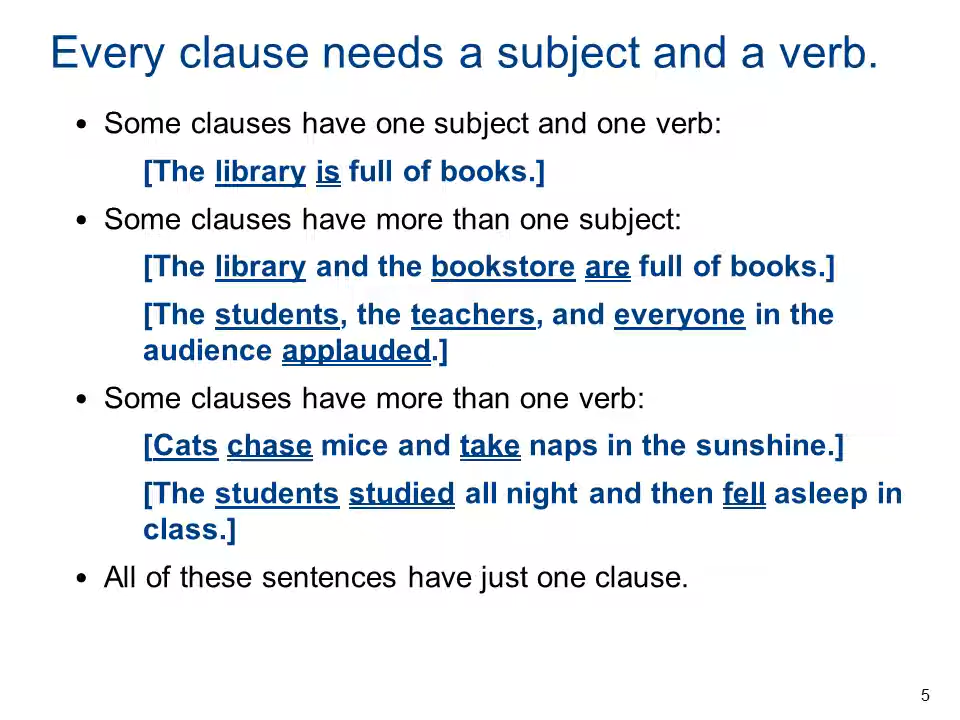 Every clause needs a subject and a verb.
• Some clauses have one subject and one verb:
[The library is full of books.]
• Some clauses have more than one subject:
[The library and the bookstore are full of books.]
[The students, the teachers, and everyone in the
audience applauded.]
• Some clauses have more than one verb:
[Cats chase mice and take naps in the sunshine.]
[The students studied all night and then fell asleep in
class.]
• All of these sentences have just one clause.
5